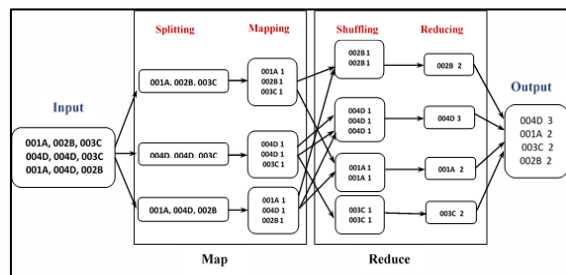 Splitting
Mapping
Shuffling
Reducing
Input
Output
001A, 002B, 003C
004D, 004D, 003C
001A, 004D, 002B
001A. 002B. 003C
004D, 004D, 003C
001A, 004D, 002B
001A 1
002B 1
003C 1
004D 1
004D 1
003C 1
001A 1
004D 1
002B 1
002B 1
002B 1
004D 1
004D 1
004D 1
001A 1
001A 1
003C 1
003C 1
002B 2
004D 3
001A 2
003C 2
004D 3
001A 2
003C 2
002B 2
Map
Reduce